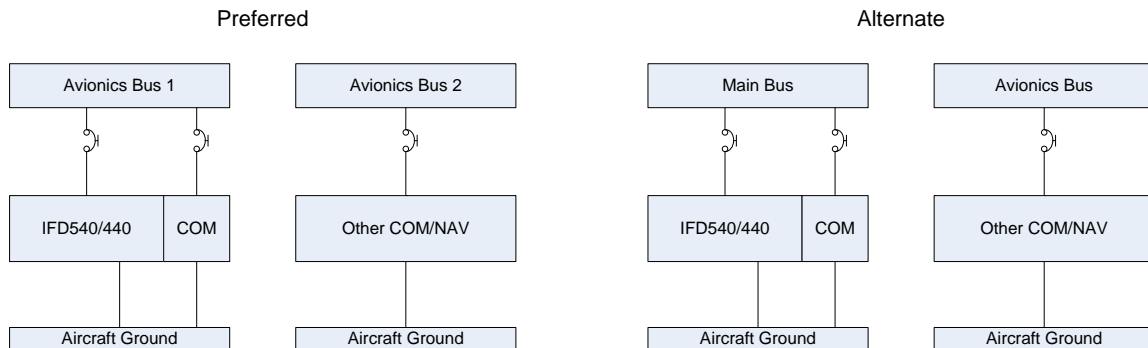 Preferred
Alternate
Avionics Bus 1
Avionics Bus 2
Main Bus
Avionics Bus
IFD540/440
COM
Other COM/NAV
IFD540/440
COM
Other COM/NAV
Aircraft Ground
Aircraft Ground
Aircraft Ground
Aircraft Ground